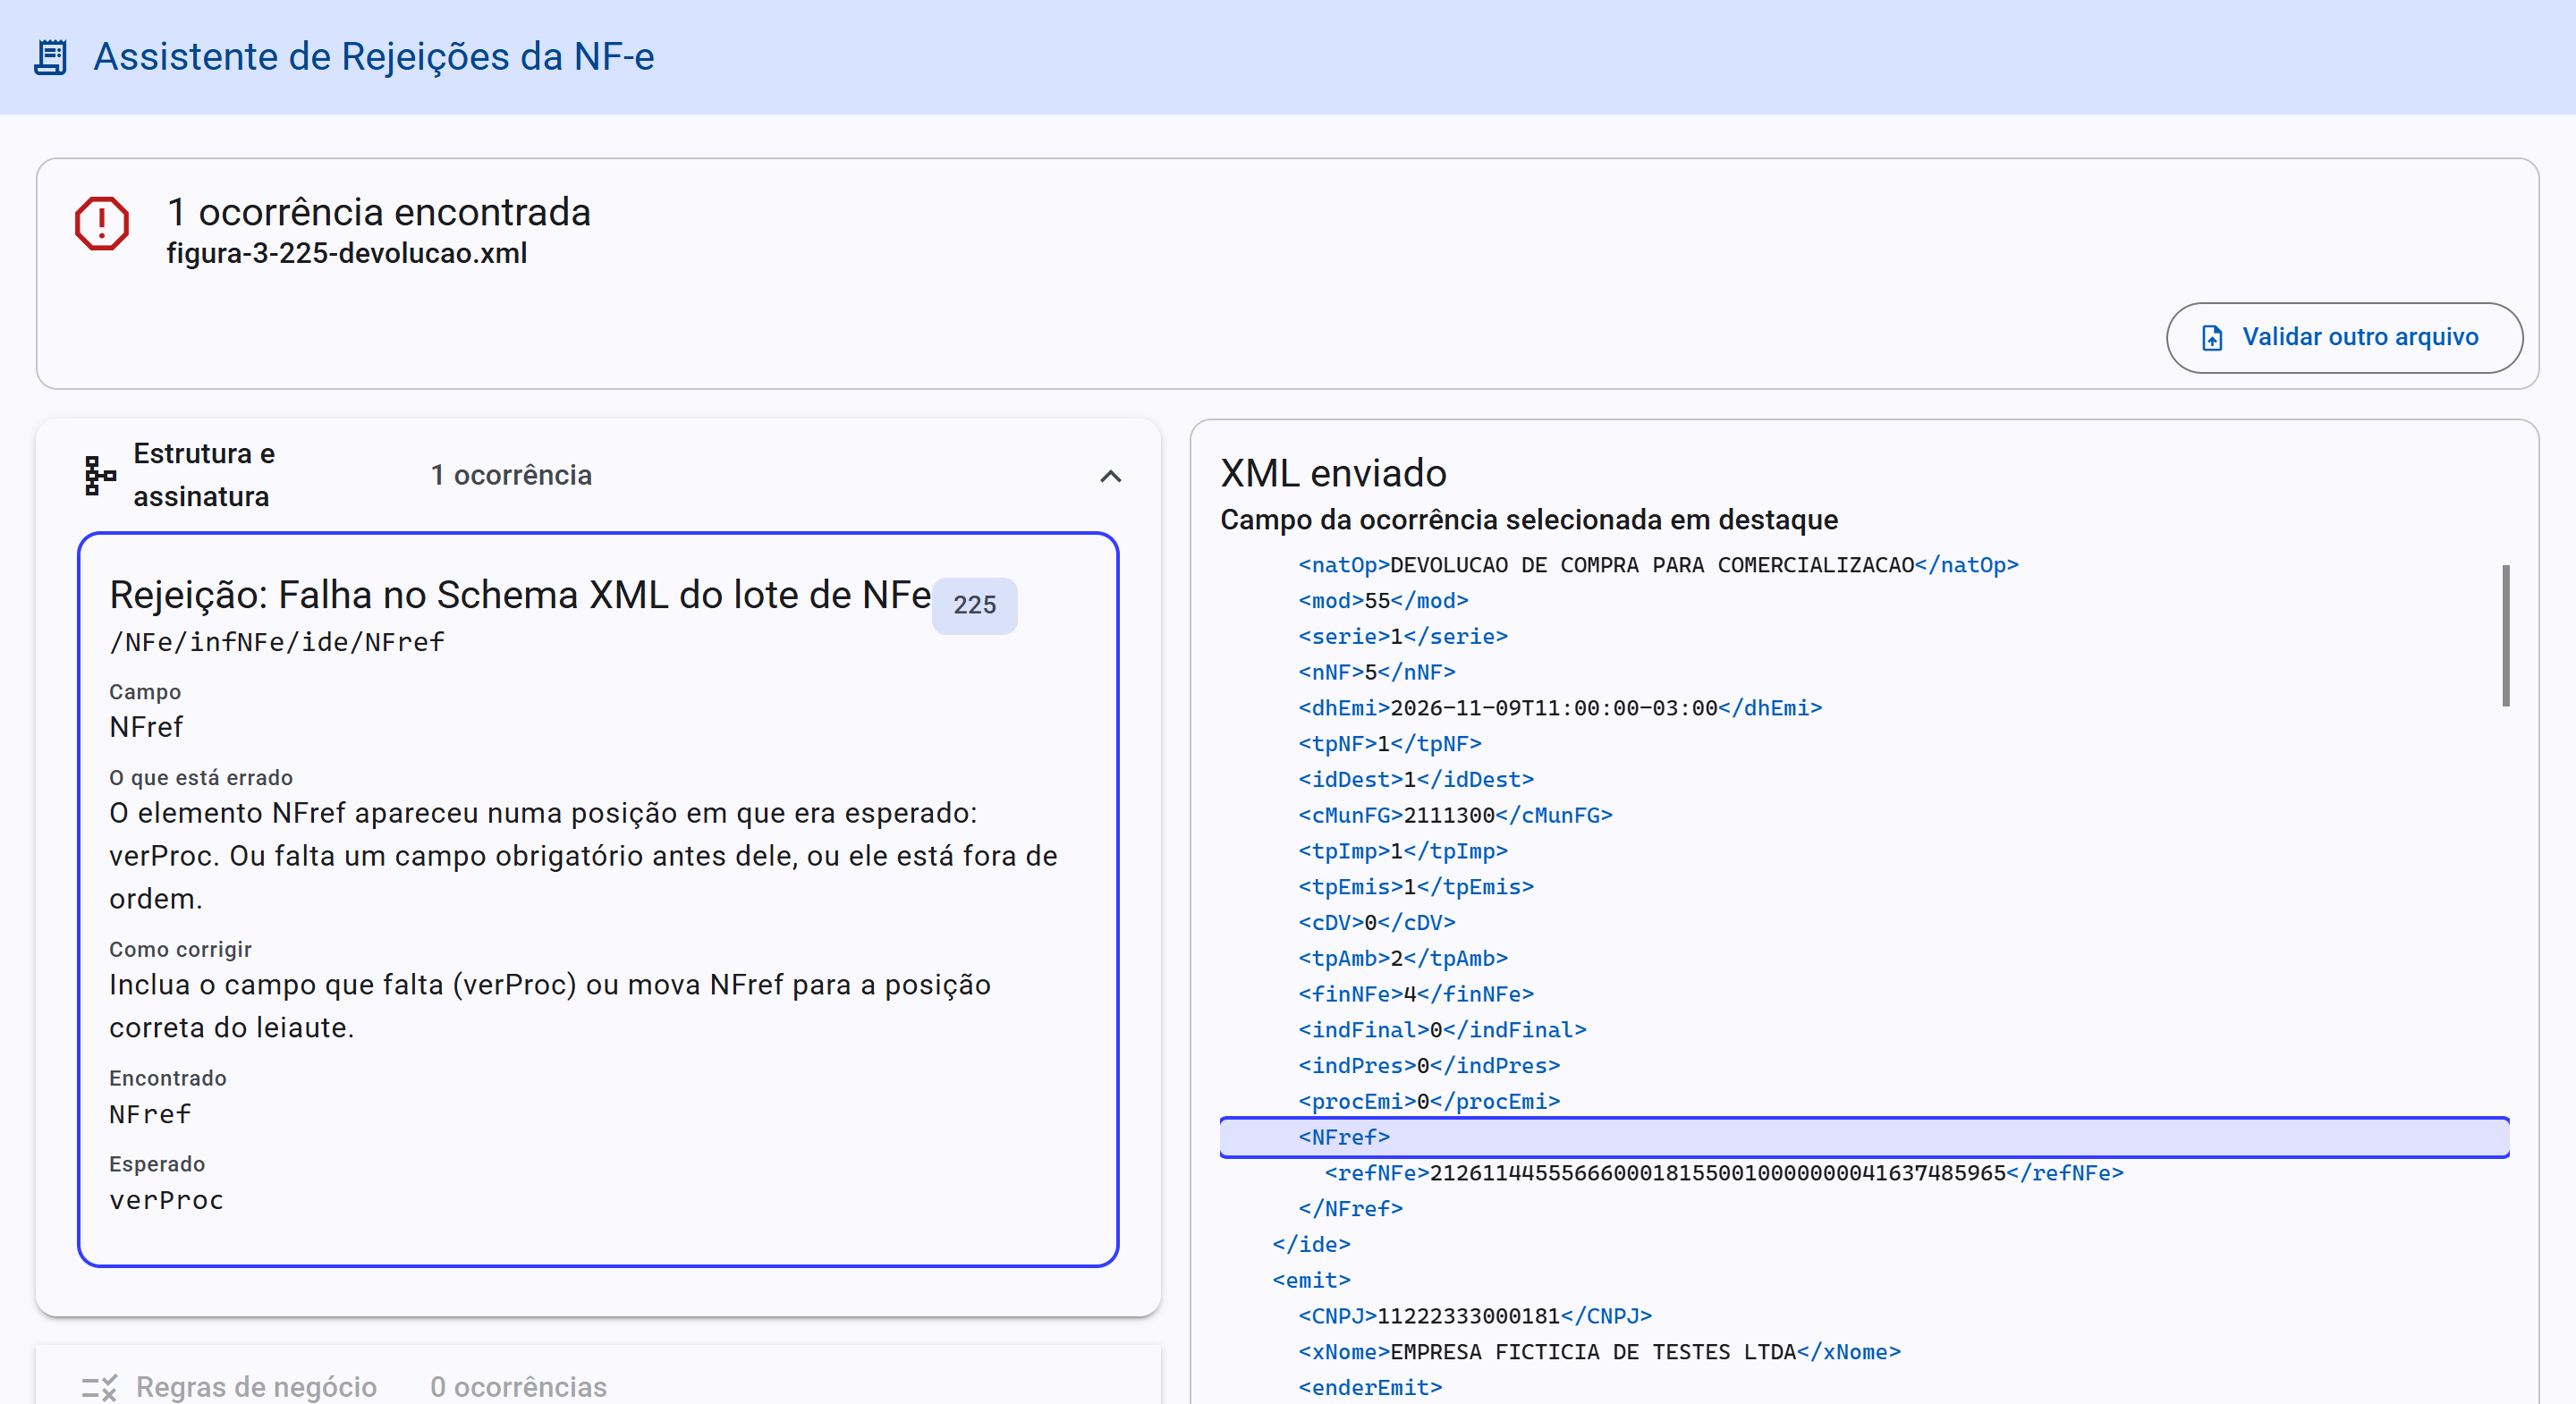 Assistente de Rejeições da NF-e
1 ocorrência encontrada
figura-3-225-devolucao.xml
Validar outro arquivo
Estrutura e
assinatura
1 ocorrência
Rejeição: Falha no Schema XML do lote de NFe
225
/NFe/infNFe/ide/NFref
Campo
NFref
O que está errado
O elemento NFref apareceu numa posição em que era esperado:
verProc. Ou falta um campo obrigatório antes dele, ou ele está fora de
ordem.
Como corrigir
Inclua o campo que falta (verProc) ou mova NFref para a posição
correta do leiaute.
Encontrado
NFref
Esperado
verProc
Regras de negócio
0 ocorrências
XML enviado
Campo da ocorrência selecionada em destaque
<natOp>DEVOLUCAO DE COMPRA PARA COMERCIALIZACAO</natOp>
<mod>55</mod>
<serie>1</serie>
<nNF>5</nNF>
<dhEmi>2026-11-09T11:00:00-03:00</dhEmi>
<tpNF>1</tpNF>
<idDest>1</idDest>
<cMunFG>2111300</cMunFG>
<tpImp>1</tpImp>
<tpEmis>1</tpEmis>
<cDV>0</cDV>
<tpAmb>2</tpAmb>
<finNFe>4</finNFe>
<indFinal>0</indFinal>
<indPres>0</indPres>
<procEmi>0</procEmi>
<NFref>
<refNFe>21261144555666000181550010000000041637485965</refNFe>
</NFref>
</ide>
<emit>
<CNPJ>11222333000181</CNPJ>
<xNome>EMPRESA FICTICIA DE TESTES LTDA</xNome>
<enderEmit>